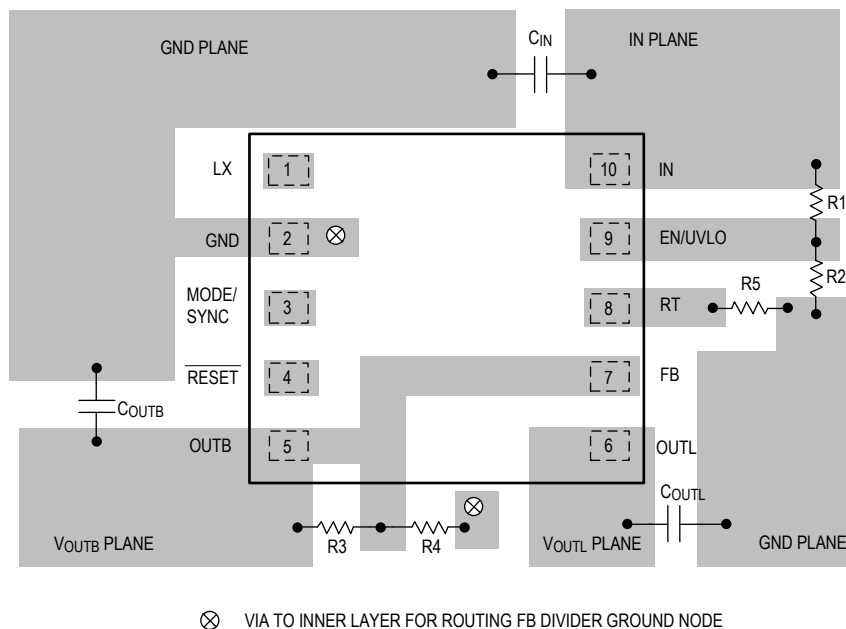 GND PLANE
CIN
IN PLANE
LX
1
10
IN
R1
GND
2
9
EN/UVLO
R2
MODE/
SYNC
3
8
RT
R5
RESET
4
7
FB
COUTB
OUTB
5
6
OUTL
COUTL
VOUTB PLANE
R3
R4
VOUTL PLANE
GND PLANE
VIA TO INNER LAYER FOR ROUTING FB DIVIDER GROUND NODE